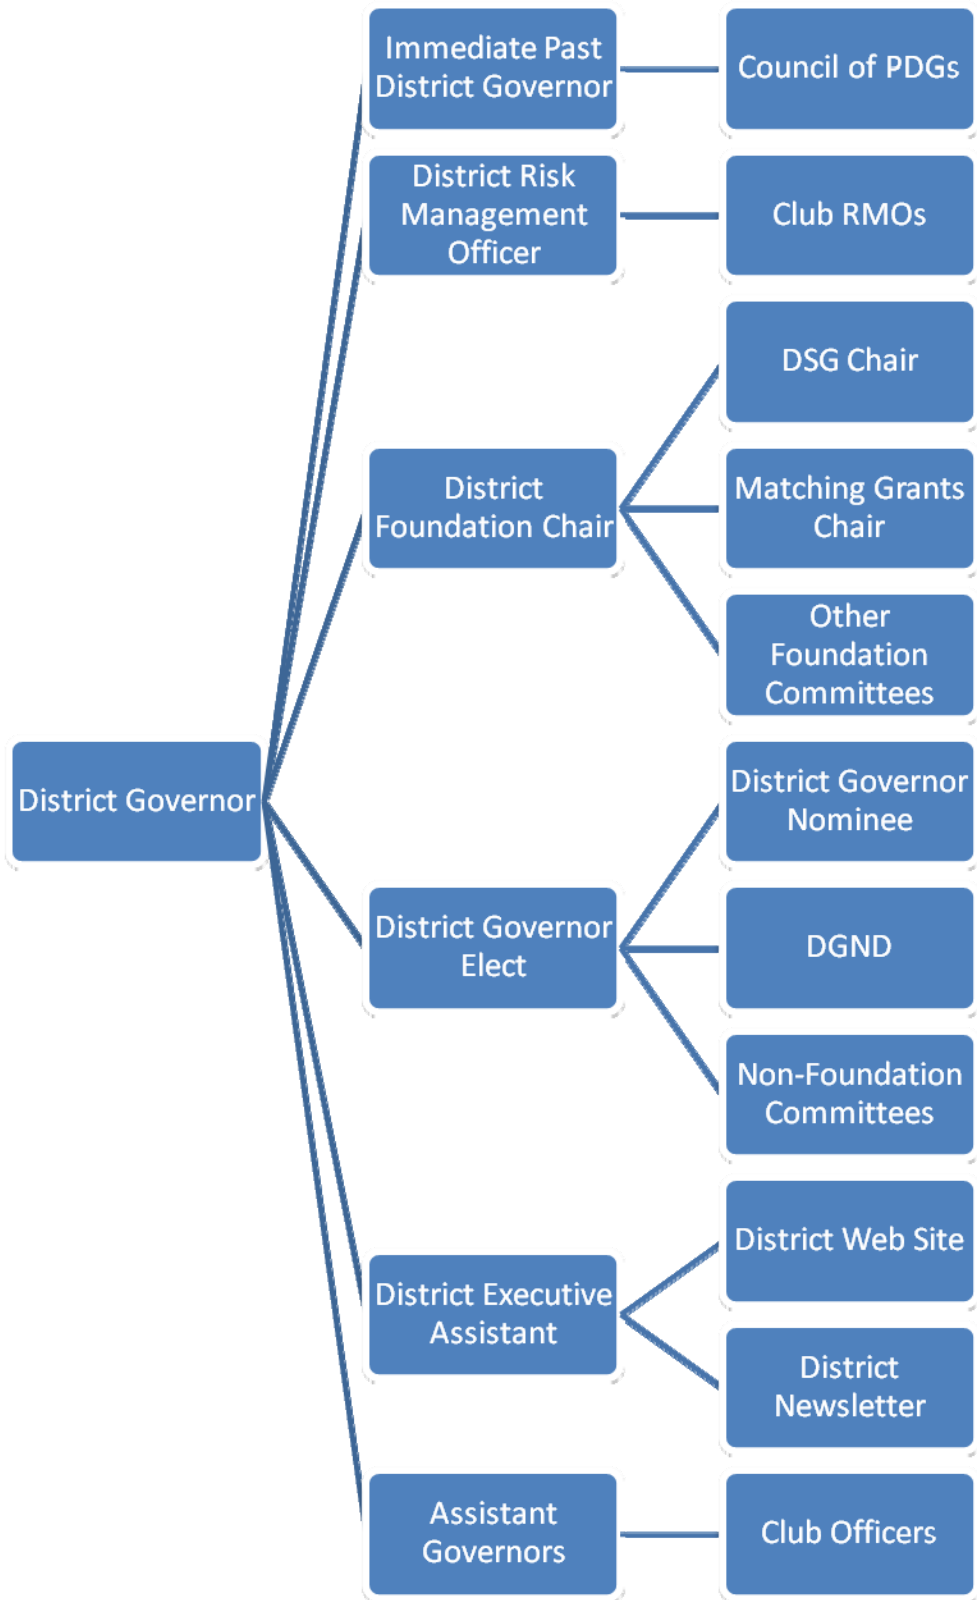 Immediate Past
District Governor
Council of PDGs
District Risk
Management
Officer
Club RMOs
District
Foundation Chair
DSG Chair
Matching Grants
Chair
Other
Foundation
Committees
District Governor
District Governor
Elect
District Governor
Nominee
DGND
Non-Foundation
Committees
District Executive
Assistant
District Web Site
District
Newsletter
Assistant
Governors
Club Officers